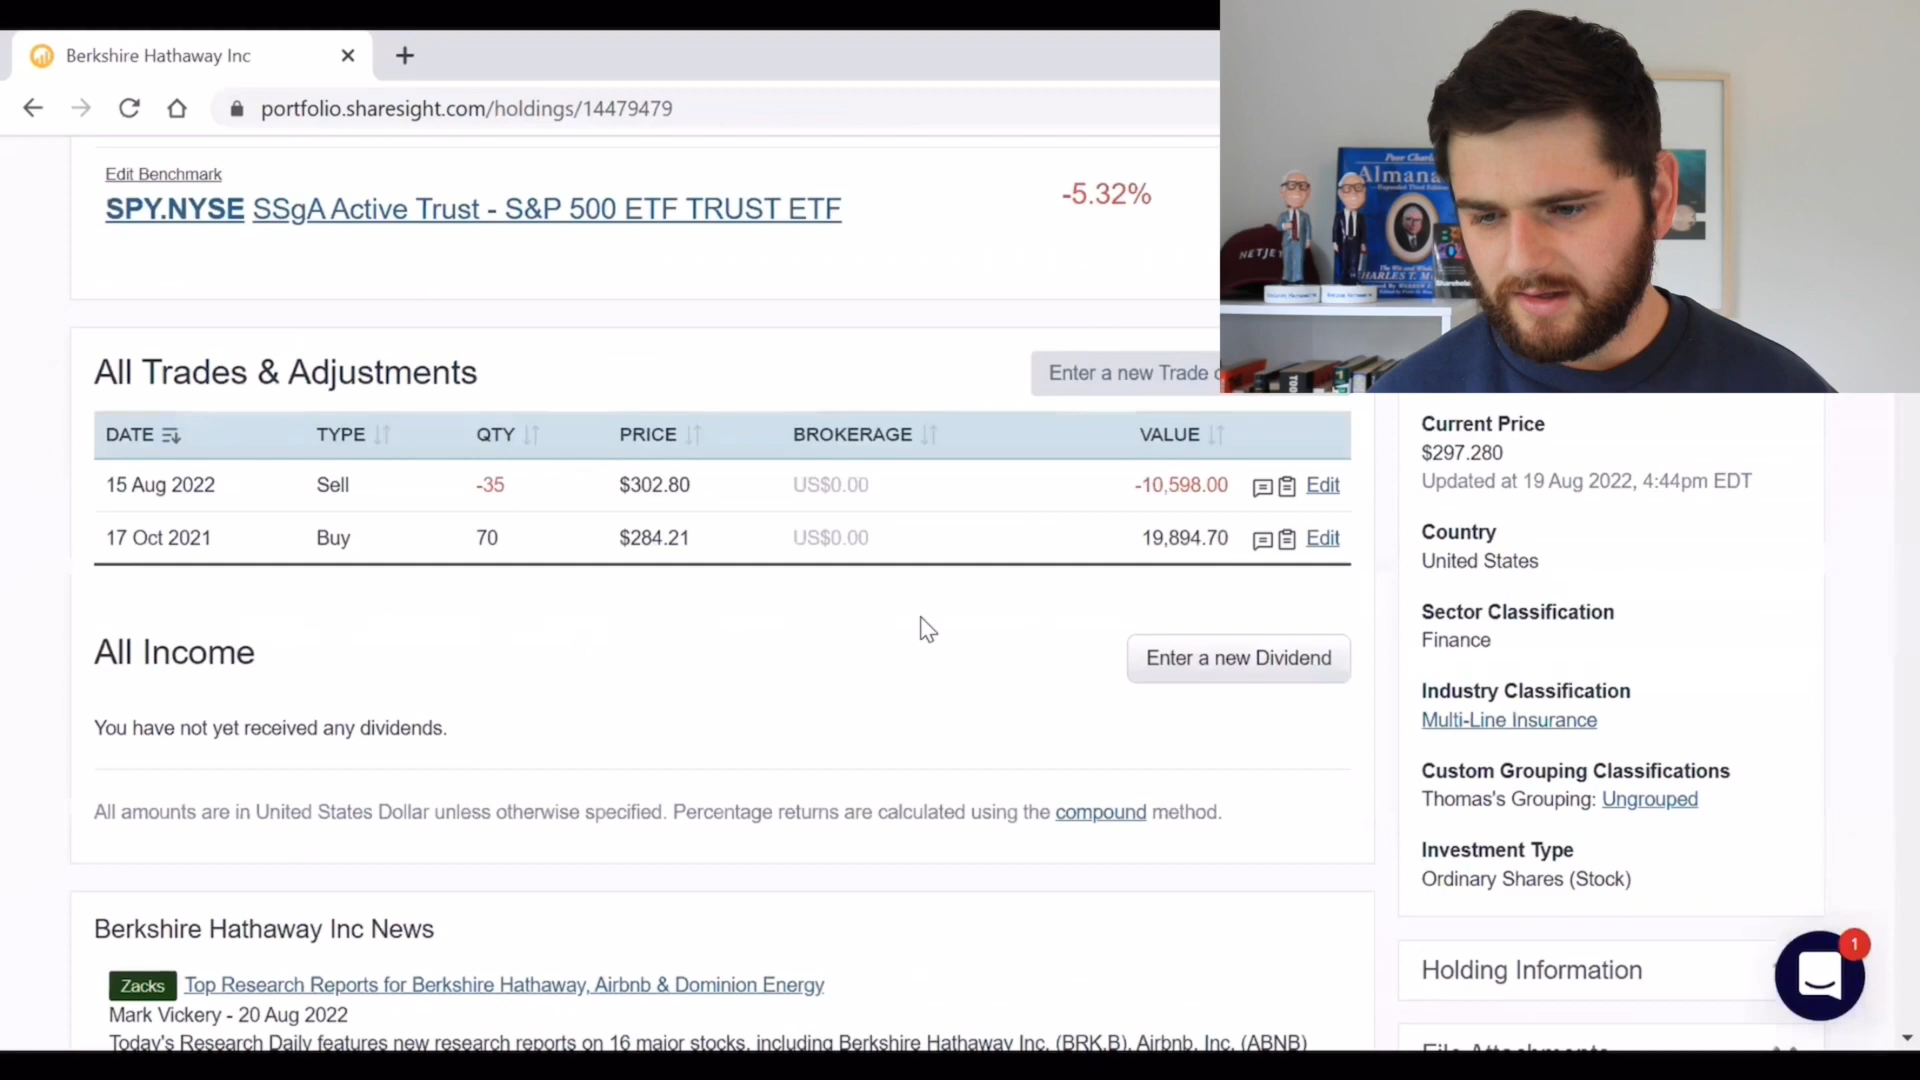 Berkshire Hathaway Inc
portfolio.sharesight.com/holdings/14479479
Edit Benchmark
SPY.NYSE SSgA Active Trust - S&P 500 ETF TRUST ETF
-5.32%
All Trades & Adjustments
Enter a new Trade
DATE TYPE QTY PRICE BROKERAGE VALUE
15 Aug 2022 Sell -35 $302.80 US$0.00 -10,598.00 Edit
17 Oct 2021 Buy 70 $284.21 US$0.00 19,894.70 Edit
All Income
Enter a new Dividend
You have not yet received any dividends.
All amounts are in United States Dollar unless otherwise specified. Percentage returns are calculated using the compound method.
Berkshire Hathaway Inc News
Zacks Top Research Reports for Berkshire Hathaway, Airbnb & Dominion Energy
Mark Vickery - 20 Aug 2022
Today's Research Daily features new research reports on 16 major stocks, including Berkshire Hathaway Inc. (BRK.B), Airbnb, Inc. (ABNB)
NETJET
Poor Charl
Almana
CHARLES T. M
Current Price
$297.280
Updated at 19 Aug 2022, 4:44pm EDT
Country
United States
Sector Classification
Finance
Industry Classification
Multi-Line Insurance
Custom Grouping Classifications
Thomas's Grouping: Ungrouped
Investment Type
Ordinary Shares (Stock)
1
Holding Information
File Attachments